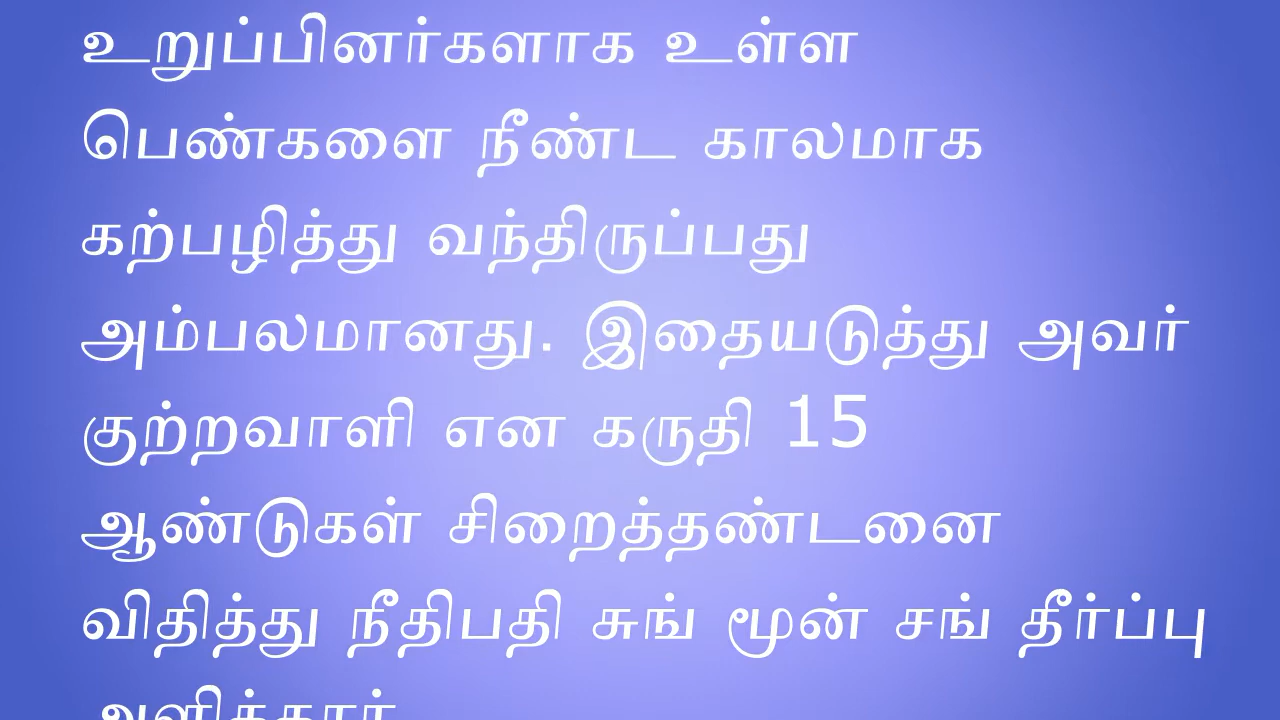 உறுப்பினர்களாக உள்ள
பெண்களை நீண்ட காலமாக
கற்பழித்து வந்திருப்பது
அம்பலமானது. இதையடுத்து அவர்
குற்றவாளி என கருதி 15
ஆண்டுகள் சிறைத்தண்டனை
விதித்து நீதிபதி சுங் மூன் சங் தீர்ப்பு
அளித்தார்